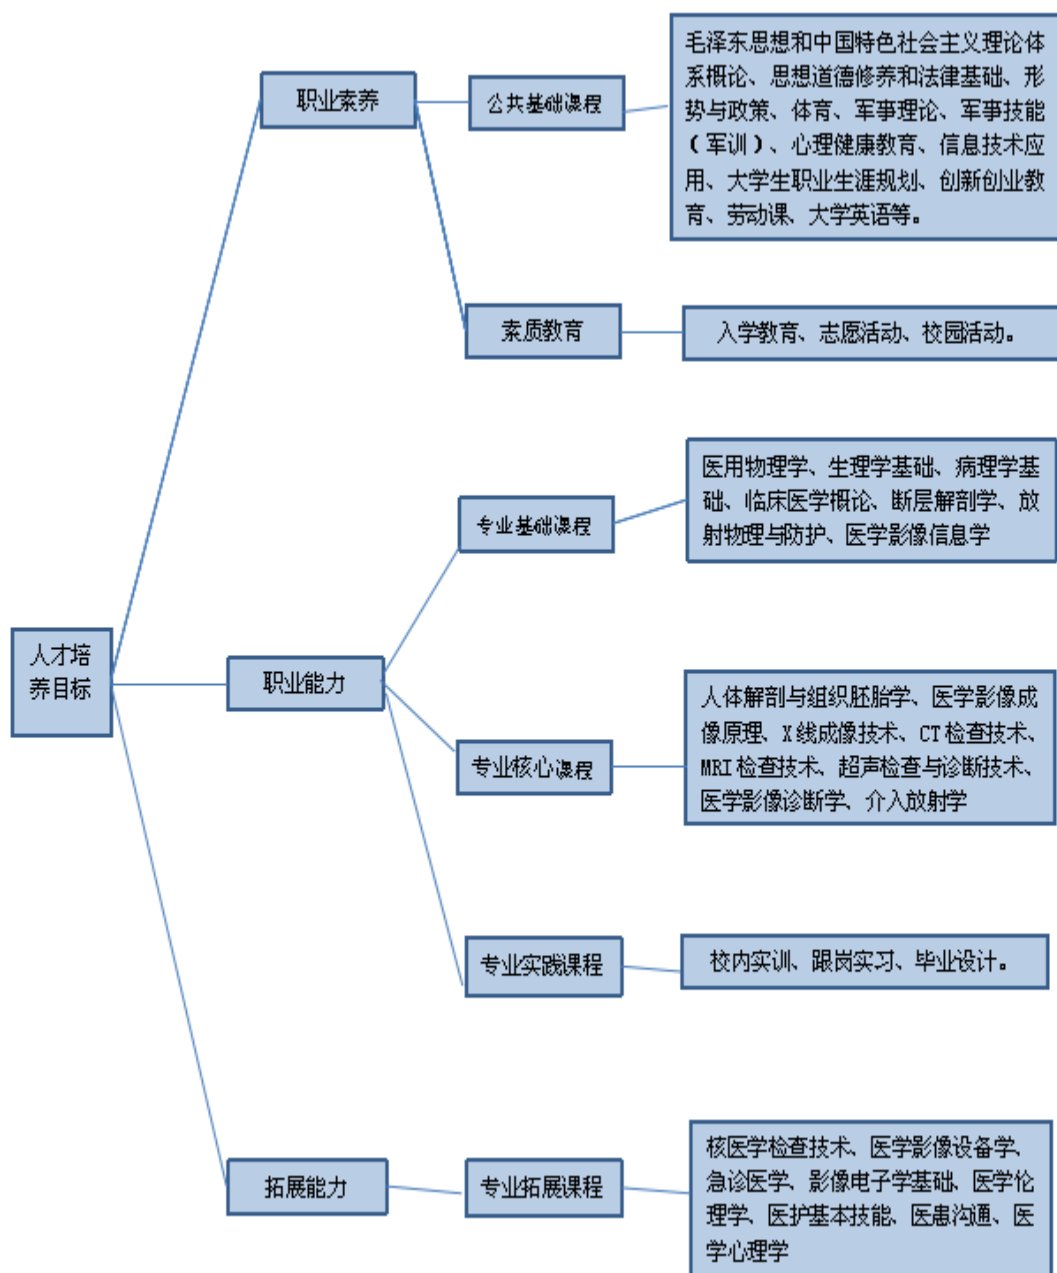 人才培
养目标
职业素养
公共基础课程
毛泽东思想和中国特色社会主义理论体
系概论、思想道德修养和法律基础、形
势与政策、体育、军事理论、军事技能
（军训）、心理健康教育、信息技术应
用、大学生职业生涯规划、创新创业教
育、劳动课、大学英语等。
素质教育
入学教育、志愿活动、校园活动。
职业能力
专业基础课程
医用物理学、生理学基础、病理学基
础、临床医学概论、断层解剖学、放
射物理与防护、医学影像信息学
专业核心课程
人体解剖与组织胚胎学、医学影像成
像原理、X线成像技术、CT检查技术、
MRI检查技术、超声检查与诊断技术、
医学影像诊断学、介入放射学
专业实践课程
校内实训、跟岗实习、毕业设计。
拓展能力
专业拓展课程
核医学检查技术、医学影像设备学、
急诊医学、影像电子学基础、医学伦
理学、医护基本技能、医患沟通、医
学心理学